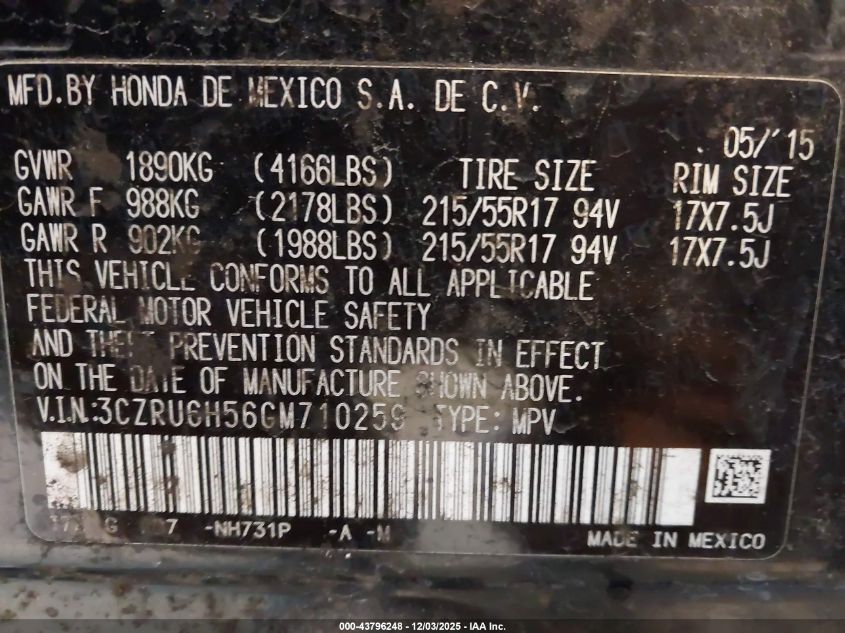 MFD.BY HONDA DE MEXICO S.A. DE C.V.
05/'15
GVWR 1890KG (4166LBS) TIRE SIZE RIM SIZE
GAWR F 988KG (2178LBS) 215/55R17 94V 17X7.5J
GAWR R 902KG (1988LBS) 215/55R17 94V 17X7.5J
THIS VEHICLE CONFORMS TO ALL APPLICABLE
FEDERAL MOTOR VEHICLE SAFETY
AND THEFT PREVENTION STANDARDS IN EFFECT
ON THE DATE OF MANUFACTURE SHOWN ABOVE.
V.I.N:3CZRU6H56GM710259 TYPE: MPV
7 -NH731P -A
MADE IN MEXICO
000-43796248 - 12/03/2025 - IAA Inc.